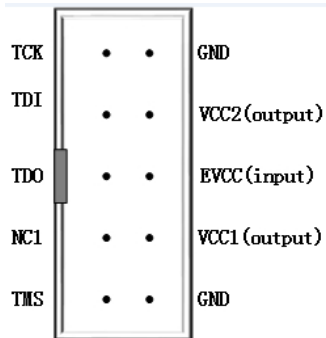 TCK GND
TDI VCC2(output)
TDO EVCC(input)
NC1 VCC1(output)
TMS GND